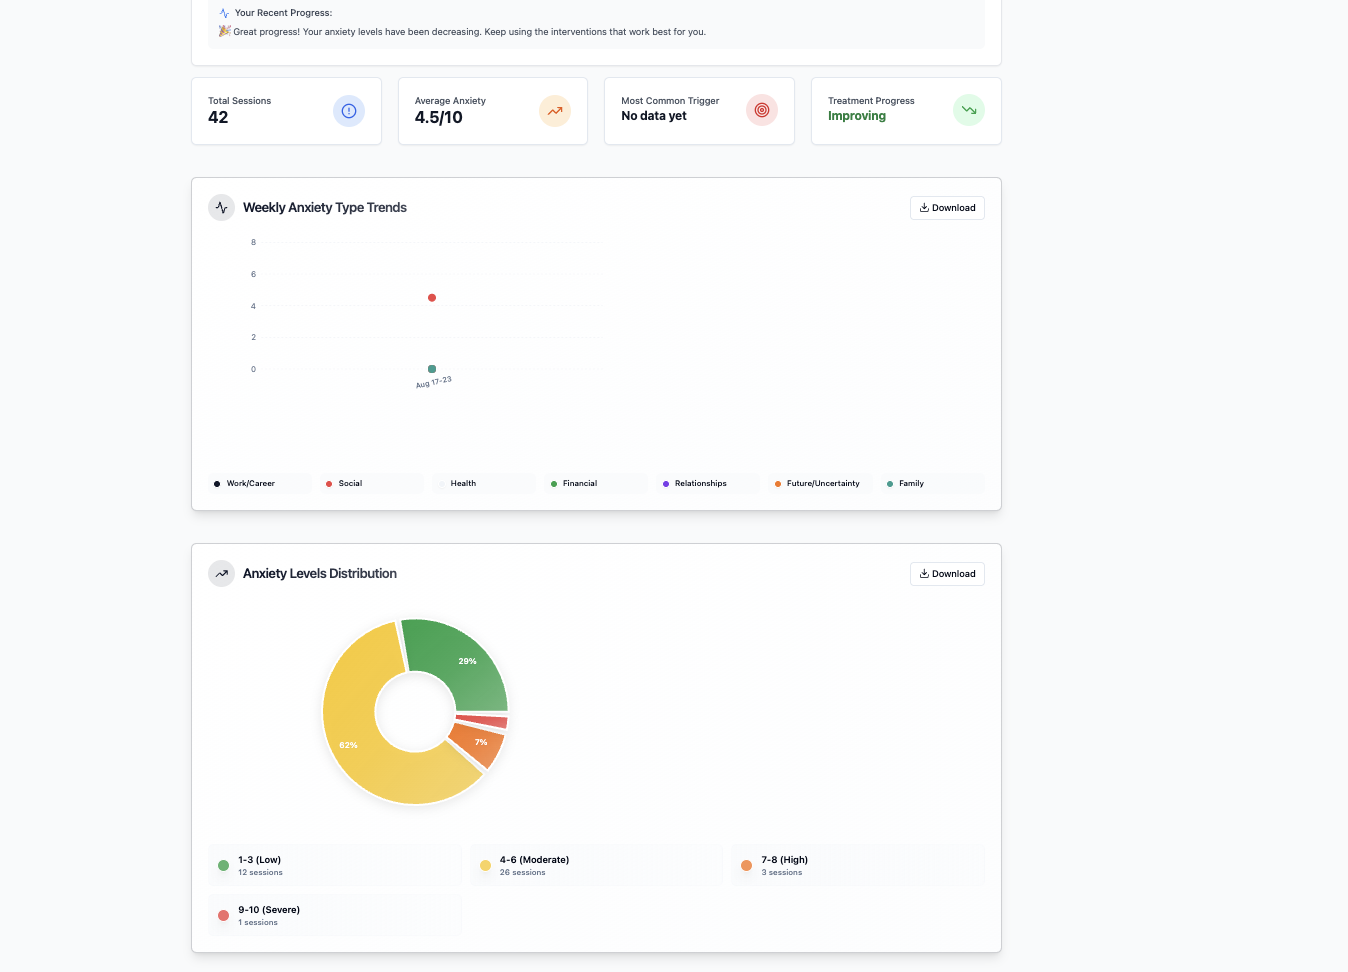 Your Recent Progress:
🎉 Great progress! Your anxiety levels have been decreasing. Keep using the interventions that work best for you.
Total Sessions
42
Average Anxiety
4.5/10
Most Common Trigger
No data yet
Treatment Progress
Improving
Weekly Anxiety Type Trends
Download
8
6
4
2
0
Aug 17-23
Work/Career
Social
Health
Financial
Relationships
Future/Uncertainty
Family
Anxiety Levels Distribution
Download
29%
62%
7%
1-3 (Low)
12 sessions
4-6 (Moderate)
26 sessions
7-8 (High)
3 sessions
9-10 (Severe)
1 sessions